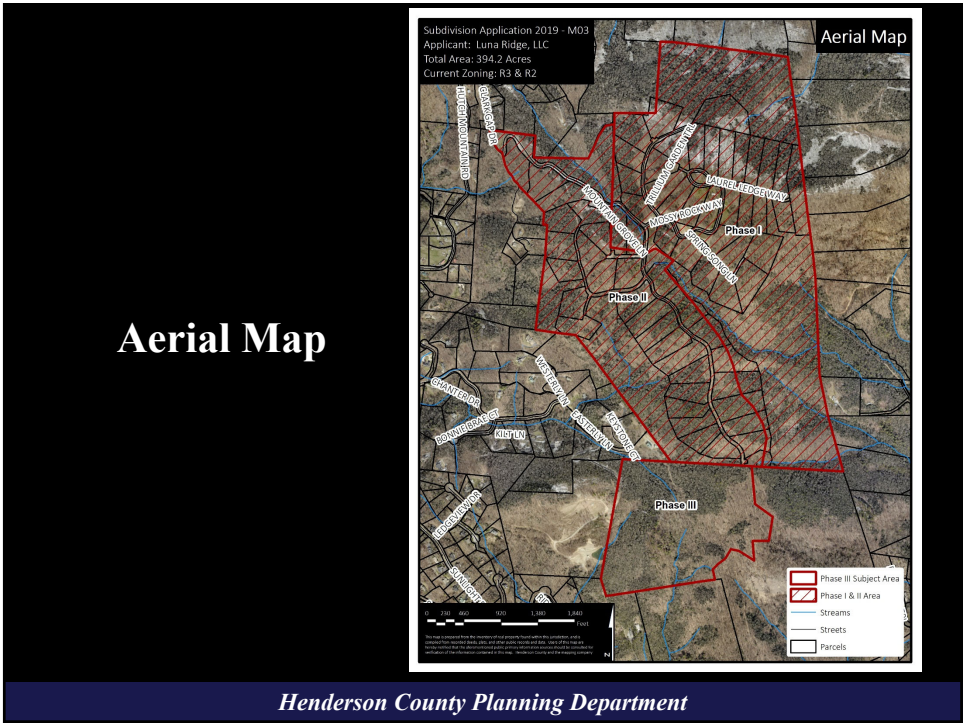 Subdivision Application 2019 - M03
Applicant: Luna Ridge, LLC
Total Area: 394.2 Acres
Current Zoning: R3 & R2
Aerial Map
HUTCH MOUNTAIN RD
CLARK GAP DR
TRILLIUM GARDEN TRL
LAUREL LEDGE WAY
MOUNTAIN GROVE LN
MOSSY ROCK WAY
Phase I
SPRING SONG LN
Phase II
Aerial Map
WESTERLY LN
CHANTER DR
BONNIE BRAE CT
KILT LN
EASTERLY LN
KEYSTONE CT
LEDGEVIEW DR
Phase III
Phase III Subject Area
Phase I & II Area
Streams
Streets
Parcels
0 230 460 920 1,380 1,840
Feet
N
Henderson County Planning Department